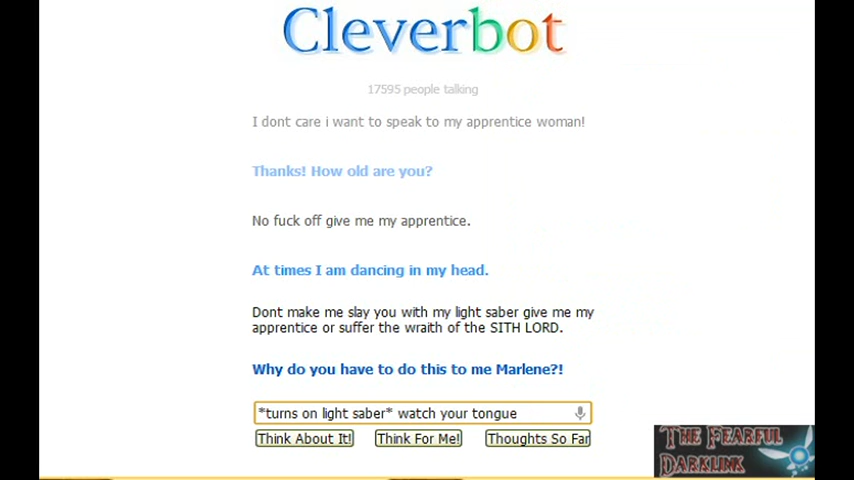 Cleverbot
17595 people talking
I dont care i want to speak to my apprentice woman!
Thanks! How old are you?
No fuck off give me my apprentice.
At times I am dancing in my head.
Dont make me slay you with my light saber give me my
apprentice or suffer the wraith of the SITH LORD.
Why do you have to do this to me Marlene?!
*turns on light saber* watch your tongue
Think About It! Think For Me! Thoughts So Far
The Fearful
Darklink